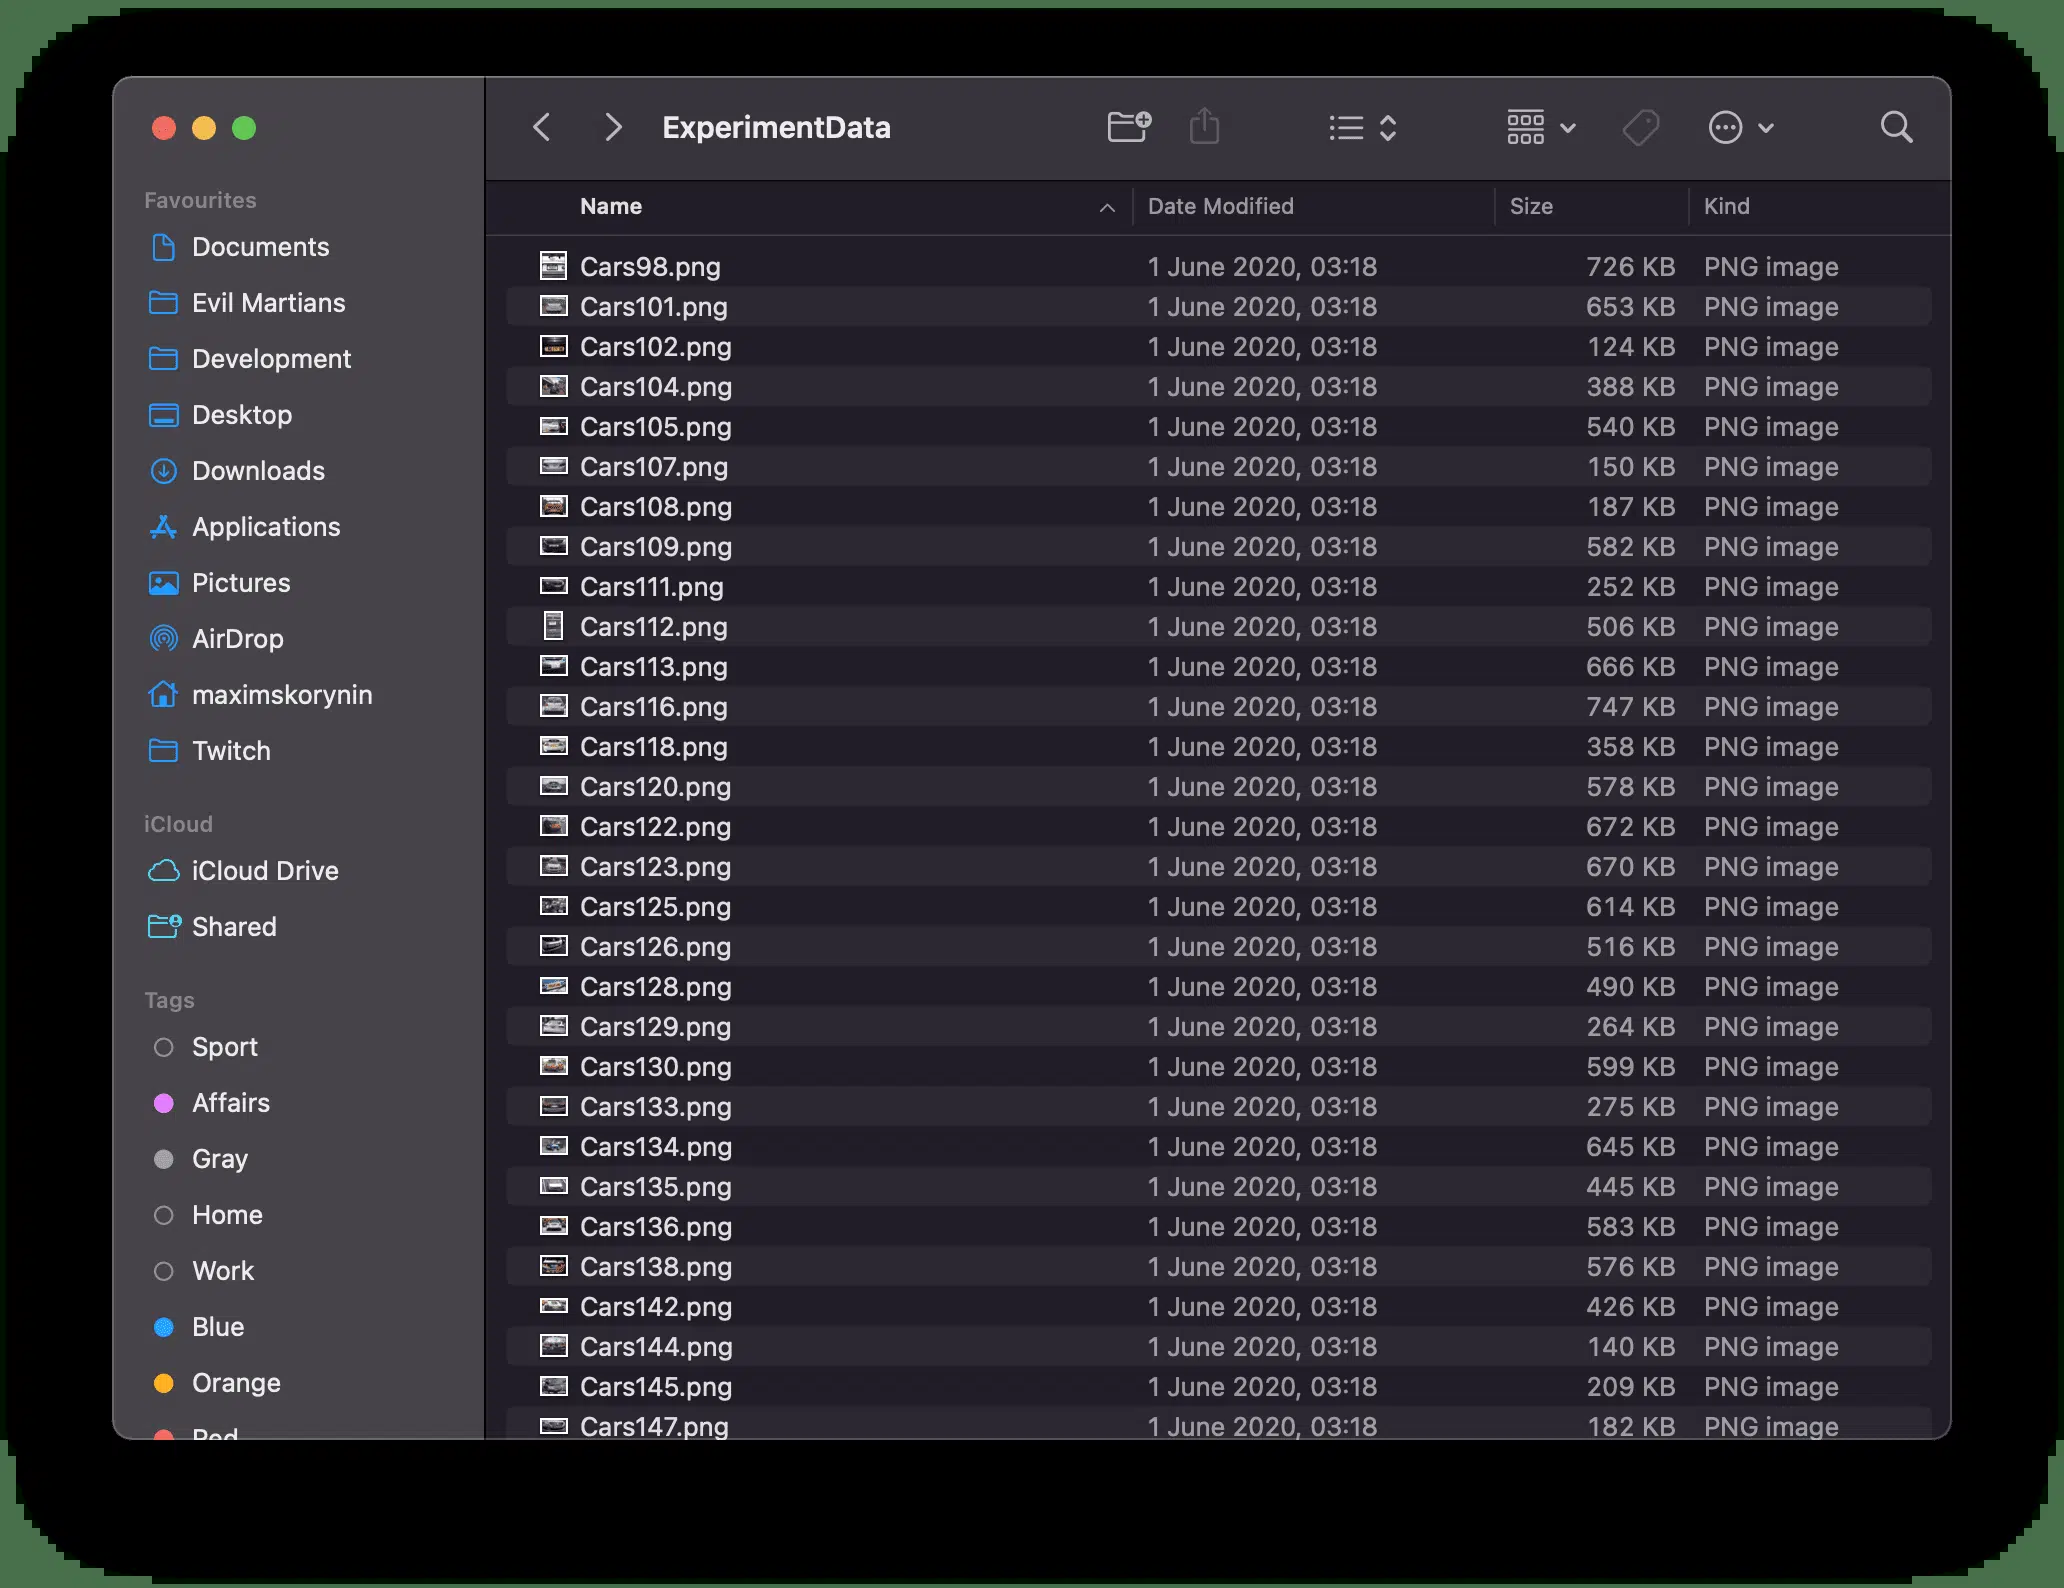 ExperimentData
Favourites
Documents
Evil Martians
Development
Desktop
Downloads
Applications
Pictures
AirDrop
maximskorynin
Twitch
iCloud
iCloud Drive
Shared
Tags
Sport
Affairs
Gray
Home
Work
Blue
Orange
Red
Name Date Modified Size Kind
Cars98.png 1 June 2020, 03:18 726 KB PNG image
Cars101.png 1 June 2020, 03:18 653 KB PNG image
Cars102.png 1 June 2020, 03:18 124 KB PNG image
Cars104.png 1 June 2020, 03:18 388 KB PNG image
Cars105.png 1 June 2020, 03:18 540 KB PNG image
Cars107.png 1 June 2020, 03:18 150 KB PNG image
Cars108.png 1 June 2020, 03:18 187 KB PNG image
Cars109.png 1 June 2020, 03:18 582 KB PNG image
Cars111.png 1 June 2020, 03:18 252 KB PNG image
Cars112.png 1 June 2020, 03:18 506 KB PNG image
Cars113.png 1 June 2020, 03:18 666 KB PNG image
Cars116.png 1 June 2020, 03:18 747 KB PNG image
Cars118.png 1 June 2020, 03:18 358 KB PNG image
Cars120.png 1 June 2020, 03:18 578 KB PNG image
Cars122.png 1 June 2020, 03:18 672 KB PNG image
Cars123.png 1 June 2020, 03:18 670 KB PNG image
Cars125.png 1 June 2020, 03:18 614 KB PNG image
Cars126.png 1 June 2020, 03:18 516 KB PNG image
Cars128.png 1 June 2020, 03:18 490 KB PNG image
Cars129.png 1 June 2020, 03:18 264 KB PNG image
Cars130.png 1 June 2020, 03:18 599 KB PNG image
Cars133.png 1 June 2020, 03:18 275 KB PNG image
Cars134.png 1 June 2020, 03:18 645 KB PNG image
Cars135.png 1 June 2020, 03:18 445 KB PNG image
Cars136.png 1 June 2020, 03:18 583 KB PNG image
Cars138.png 1 June 2020, 03:18 576 KB PNG image
Cars142.png 1 June 2020, 03:18 426 KB PNG image
Cars144.png 1 June 2020, 03:18 140 KB PNG image
Cars145.png 1 June 2020, 03:18 209 KB PNG image
Cars147.png 1 June 2020, 03:18 182 KB PNG image